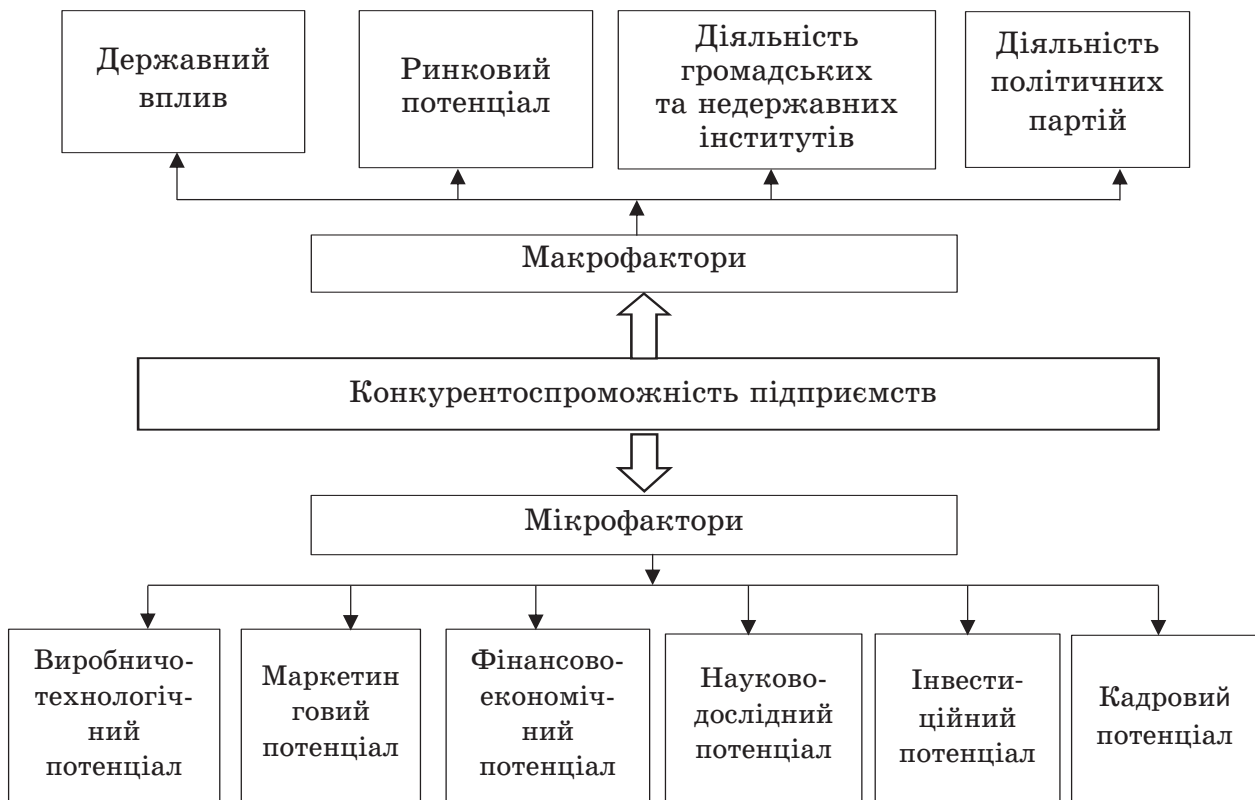 Державний
вплив
Ринковий
потенціал
Діяльність
громадських
та недержавних
інститутів
Діяльність
політичних
партій
Макрофактори
Конкурентоспроможність підприємств
Мікрофактори
Виробничо-
технологіч-
ний
потенціал
Маркетин
говий
потенціал
Фінансово-
економіч-
ний
потенціал
Науково-
дослідний
потенціал
Інвести-
ційний
потенціал
Кадровий
потенціал